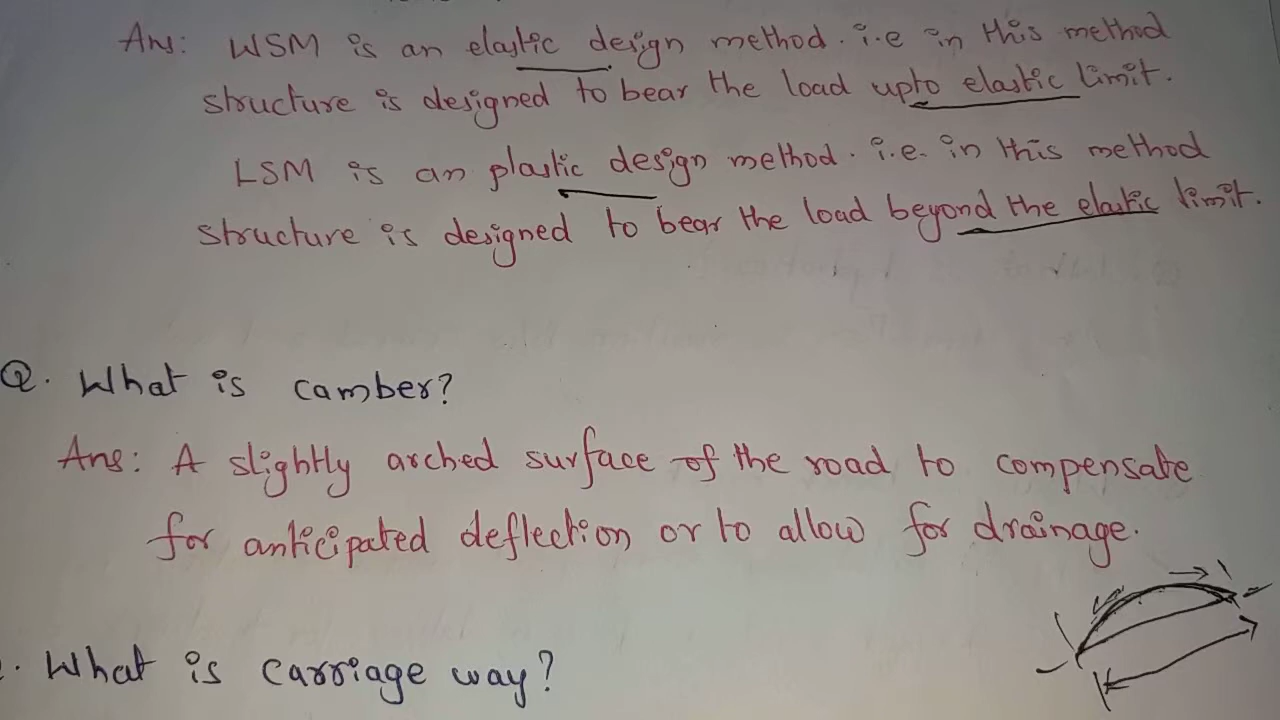 Ans: WSM is an elastic design method. i.e in this method
structure is designed to bear the load upto elastic limit.
LSM is an plastic design method. i.e. in this method
structure is designed to bear the load beyond the elastic limit.
Q. What is camber?
Ans: A slightly arched surface of the road to compensate
for anticipated deflection or to allow for drainage.
. What is carriage way?